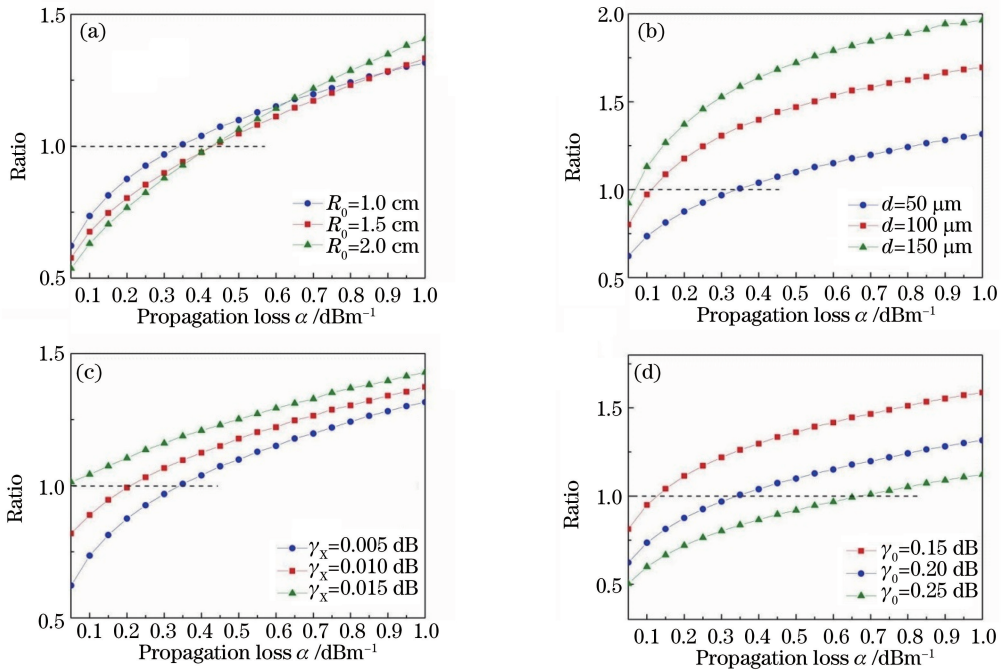 (a)
1.5
1.0
0.5
Ratio
R₀=1.0 cm
R₀=1.5 cm
R₀=2.0 cm
0.1 0.2 0.3 0.4 0.5 0.6 0.7 0.8 0.9 1.0
Propagation loss α /dBm⁻¹
(b)
2.0
1.5
1.0
0.5
Ratio
d=50 μm
d=100 μm
d=150 μm
0.1 0.2 0.3 0.4 0.5 0.6 0.7 0.8 0.9 1.0
Propagation loss α /dBm⁻¹
(c)
1.5
1.0
0.5
Ratio
γₓ=0.005 dB
γₓ=0.010 dB
γₓ=0.015 dB
0.1 0.2 0.3 0.4 0.5 0.6 0.7 0.8 0.9 1.0
Propagation loss α /dBm⁻¹
(d)
1.5
1.0
0.5
Ratio
γ₀=0.15 dB
γ₀=0.20 dB
γ₀=0.25 dB
0.1 0.2 0.3 0.4 0.5 0.6 0.7 0.8 0.9 1.0
Propagation loss α /dBm⁻¹